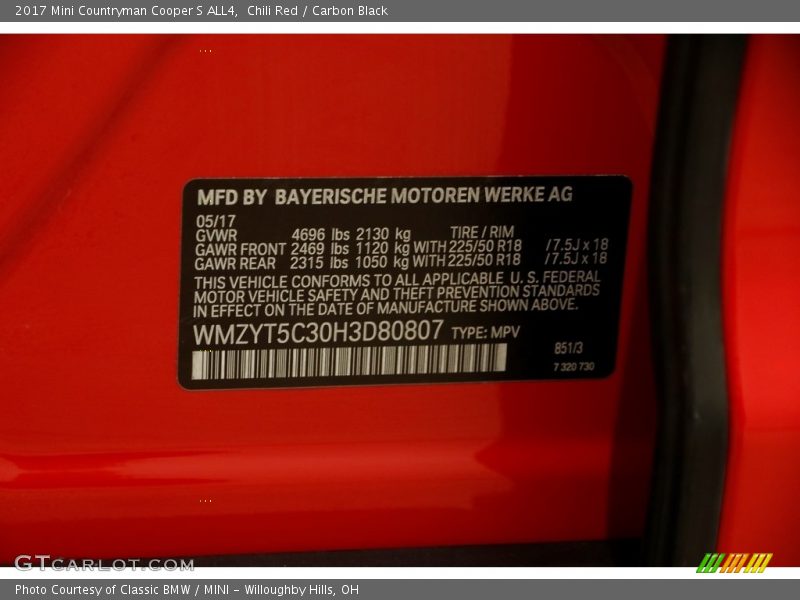 2017 Mini Countryman Cooper S ALL4,  Chili Red / Carbon Black
MFD BY BAYERISCHE MOTOREN WERKE AG
05/17
GVWR 4696 lbs 2130 kg TIRE / RIM
GAWR FRONT 2469 lbs 1120 kg WITH 225/50 R18 /7.5J x 18
GAWR REAR 2315 lbs 1050 kg WITH 225/50 R18 /7.5J x 18
THIS VEHICLE CONFORMS TO ALL APPLICABLE U.S. FEDERAL
MOTOR VEHICLE SAFETY AND THEFT PREVENTION STANDARDS
IN EFFECT ON THE DATE OF MANUFACTURE SHOWN ABOVE.
WMZYT5C30H3D80807 TYPE: MPV
851/3
7 320 730
GTCARLOT.COM
Photo Courtesy of Classic BMW / MINI - Willoughby Hills, OH